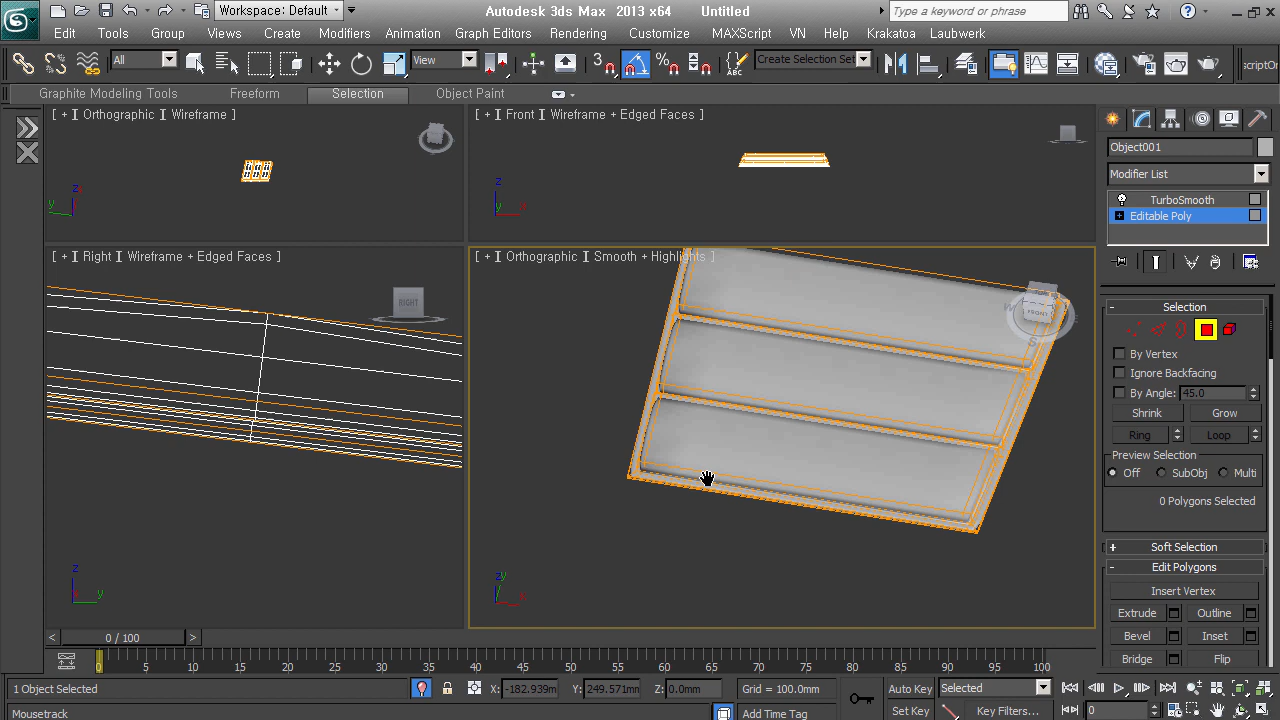 Workspace: Default
Autodesk 3ds Max 2013 x64 Untitled
Type a keyword or phrase
Edit Tools Group Views Create Modifiers Animation Graph Editors Rendering Customize MAXScript VN Help Krakatoa Laubwerk
All
View
3
Create Selection Set
criptOn
Graphite Modeling Tools Freeform Selection Object Paint
[ + ] Orthographic ] Wireframe ]
[ + ] Front ] Wireframe + Edged Faces ]
[ + ] Right ] Wireframe + Edged Faces ]
[ + ] Orthographic ] Smooth + Highlights ]
RIGHT
FRONT
W
S
z
y
x
Object001
Modifier List
TurboSmooth
Editable Poly
Selection
By Vertex
Ignore Backfacing
By Angle: 45.0
Shrink Grow
Ring Loop
Preview Selection
Off SubObj Multi
0 Polygons Selected
Soft Selection
Edit Polygons
Insert Vertex
Extrude Outline
Bevel Inset
Bridge Flip
< 0 / 100 >
0 5 10 15 20 25 30 35 40 45 50 55 60 65 70 75 80 85 90 95 100
1 Object Selected
X: -182.939m Y: 249.571mm Z: 0.0mm Grid = 100.0mm
Auto Key Selected
Mousetrack
Add Time Tag
Set Key Key Filters... 0